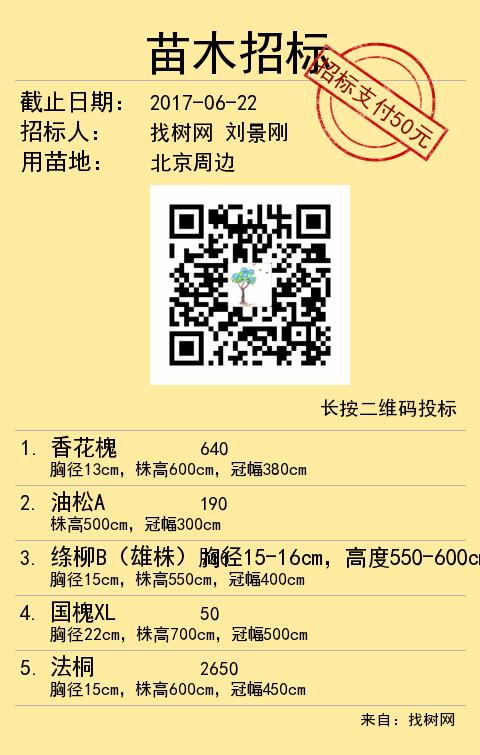 苗木招标
招标支付50元
截止日期： 2017-06-22
招标人： 找树网 刘景刚
用苗地： 北京周边
长按二维码投标
1. 香花槐 640
胸径13cm，株高600cm，冠幅380cm
2. 油松A 190
株高500cm，冠幅300cm
3. 绦柳B（雄株）胸径15-16cm，高度550-600cm
胸径15cm，株高550cm，冠幅400cm
4. 国槐XL 50
胸径22cm，株高700cm，冠幅500cm
5. 法桐 2650
胸径15cm，株高600cm，冠幅450cm
来自：找树网